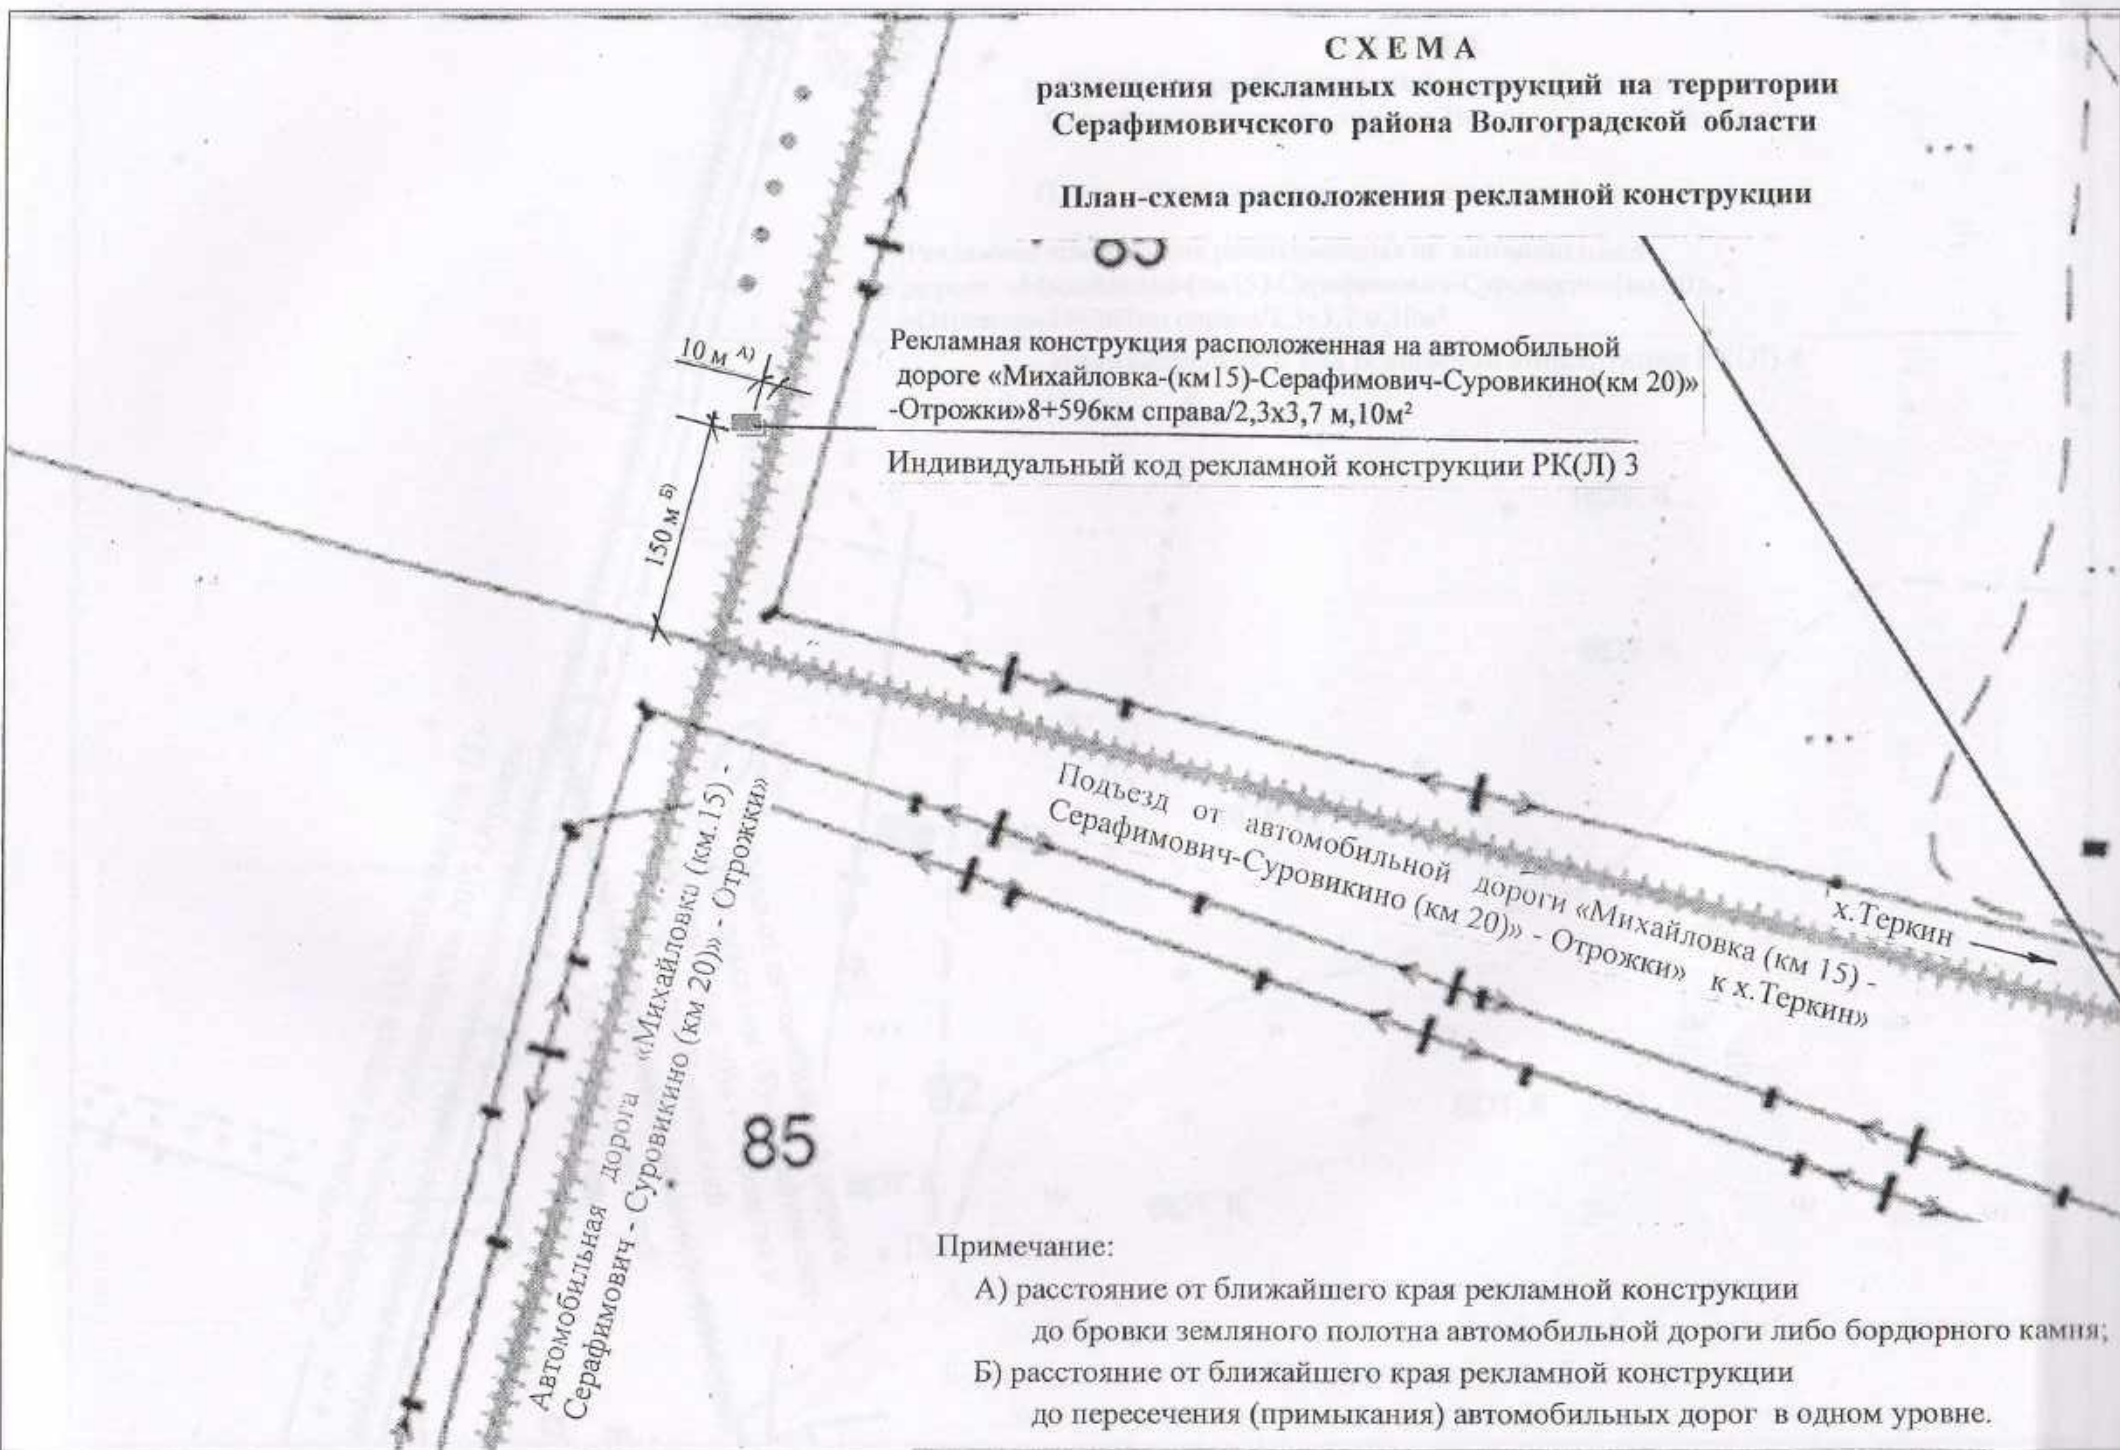 СХЕМА
размещения рекламных конструкций на территории
Серафимовичского района Волгоградской области
План-схема расположения рекламной конструкции
10 м А)
Рекламная конструкция расположенная на автомобильной
дороге «Михайловка-(км15)-Серафимович-Суровикино(км 20)»
-Отрожки»8+596км справа/2,3х3,7 м,10м²
Индивидуальный код рекламной конструкции РК(Л) 3
150 м Б)
Подъезд от автомобильной дороги «Михайловка (км 15) -
Серафимович-Суровикино (км 20)» - Отрожки» к х.Теркин»
х.Теркин
Автомобильная дорога «Михайловка (км.15) -
Серафимович - Суровикино (км 20)» - Отрожки»
85
Примечание:
А) расстояние от ближайшего края рекламной конструкции
до бровки земляного полотна автомобильной дороги либо бордюрного камня;
Б) расстояние от ближайшего края рекламной конструкции
до пересечения (примыкания) автомобильных дорог в одном уровне.